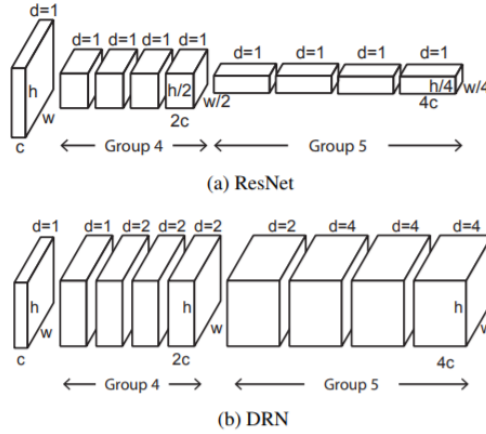 d=1
d=1 d=1 d=1 d=1
d=1 d=1 d=1 d=1
h
h/2
h/4
w/4
w
w/2
4c
c
2c
Group 4
Group 5
(a) ResNet
d=1
d=1 d=2 d=2 d=2
d=2 d=4 d=4 d=4
h
h
h
w
w
w
c
2c
4c
Group 4
Group 5
(b) DRN